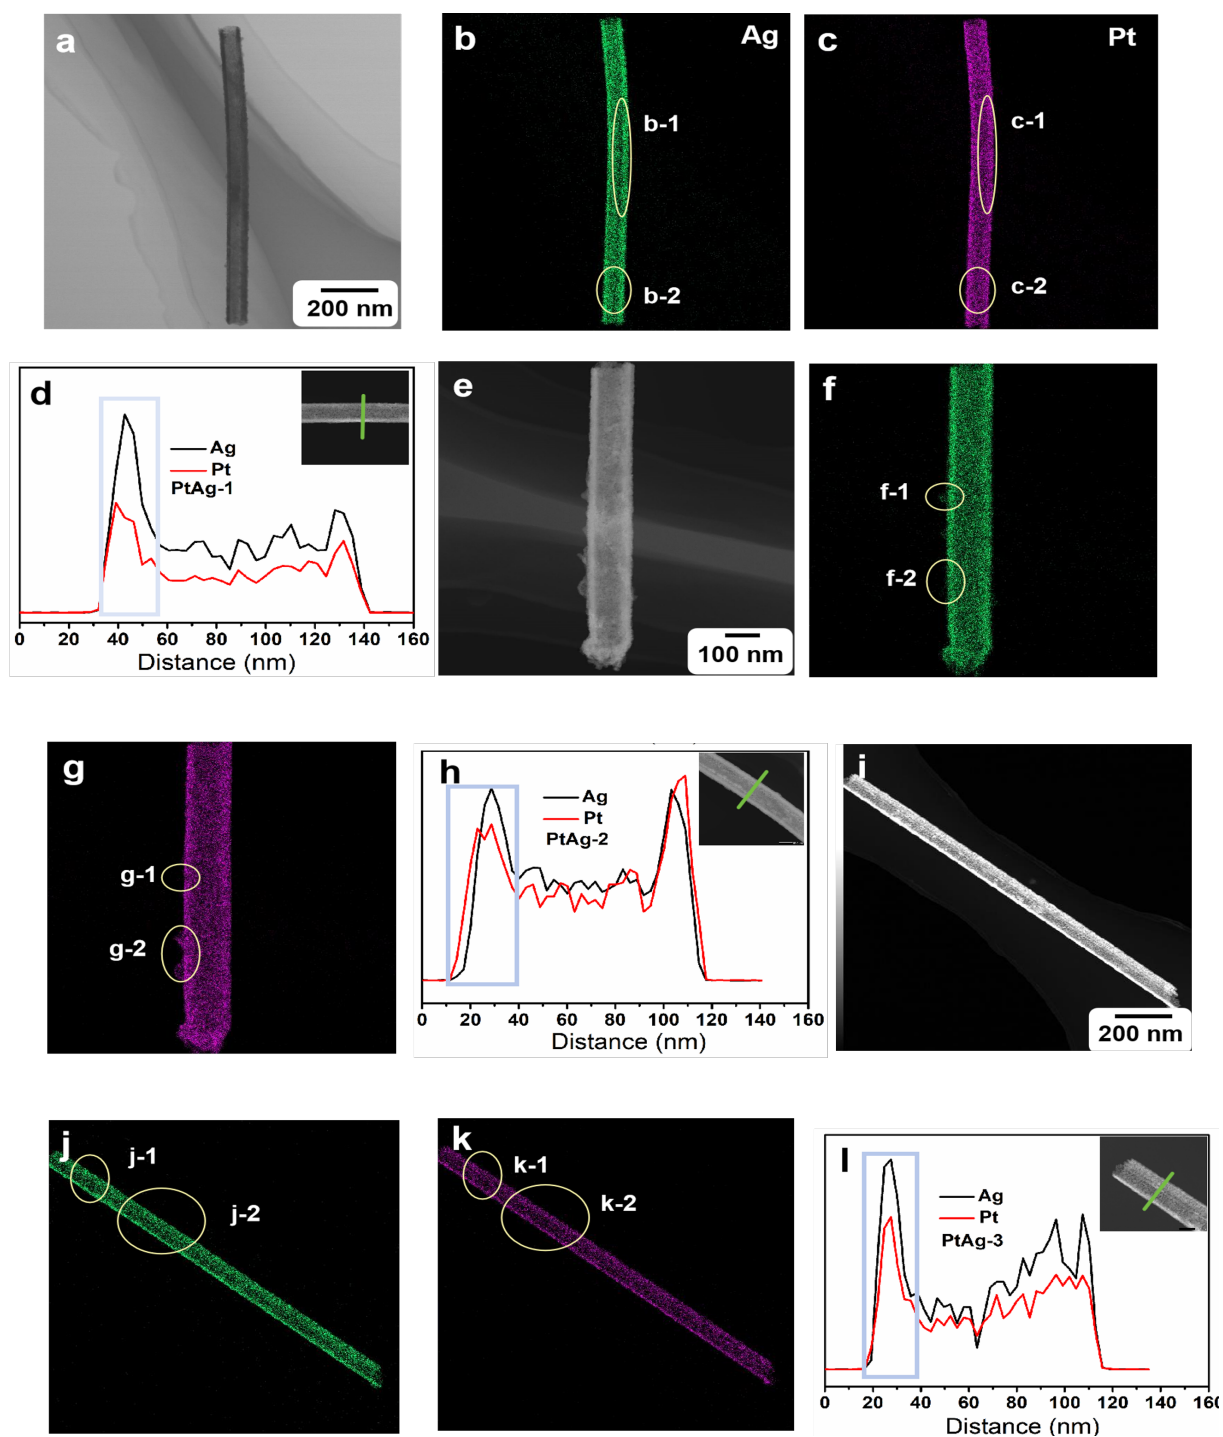 a
200 nm
b
Ag
b-1
b-2
c
Pt
c-1
c-2
d
Ag
Pt
PtAg-1
0 20 40 60 80 100 120 140 160
Distance (nm)
e
100 nm
f
f-1
f-2
g
g-1
g-2
h
Ag
Pt
PtAg-2
0 20 40 60 80 100 120 140 160
Distance (nm)
i
200 nm
j
j-1
j-2
k
k-1
k-2
l
Ag
Pt
PtAg-3
0 20 40 60 80 100 120 140 160
Distance (nm)